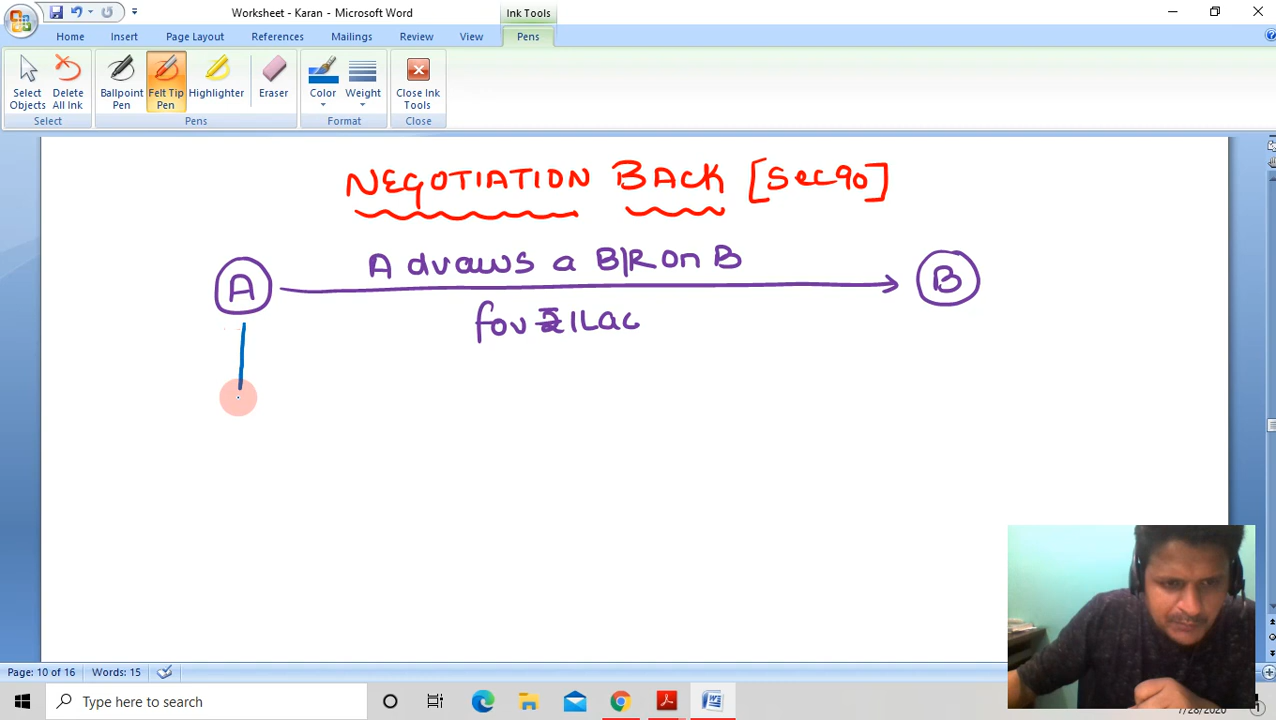 Worksheet - Karan - Microsoft Word
Ink Tools
Home Insert Page Layout References Mailings Review View Pens
Select Objects
Delete All Ink
Ballpoint Pen
Felt Tip Pen
Highlighter
Eraser
Color
Weight
Close Ink Tools
Select Pens Format Close
NEGOTIATION BACK [Sec 90]
A draws a B/R on B
A B
for ₹ 1 Lac
Page: 10 of 16 Words: 15
Type here to search